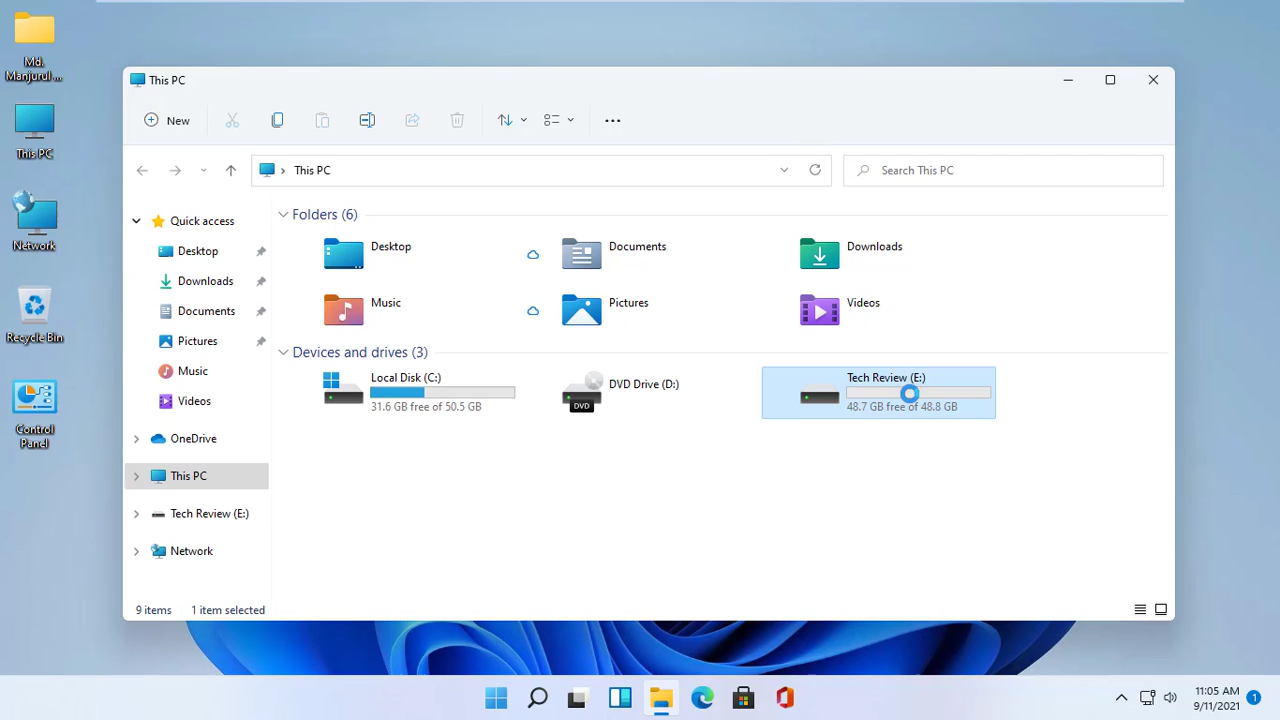 Md.
Manjurul ...
This PC
Network
Recycle Bin
Control
Panel
This PC
New
This PC
Search This PC
Quick access
Desktop
Downloads
Documents
Pictures
Music
Videos
OneDrive
This PC
Tech Review (E:)
Network
Folders (6)
Desktop
Documents
Downloads
Music
Pictures
Videos
Devices and drives (3)
Local Disk (C:)
31.6 GB free of 50.5 GB
DVD
DVD Drive (D:)
Tech Review (E:)
48.7 GB free of 48.8 GB
9 items
1 item selected
11:05 AM
9/11/2021
1